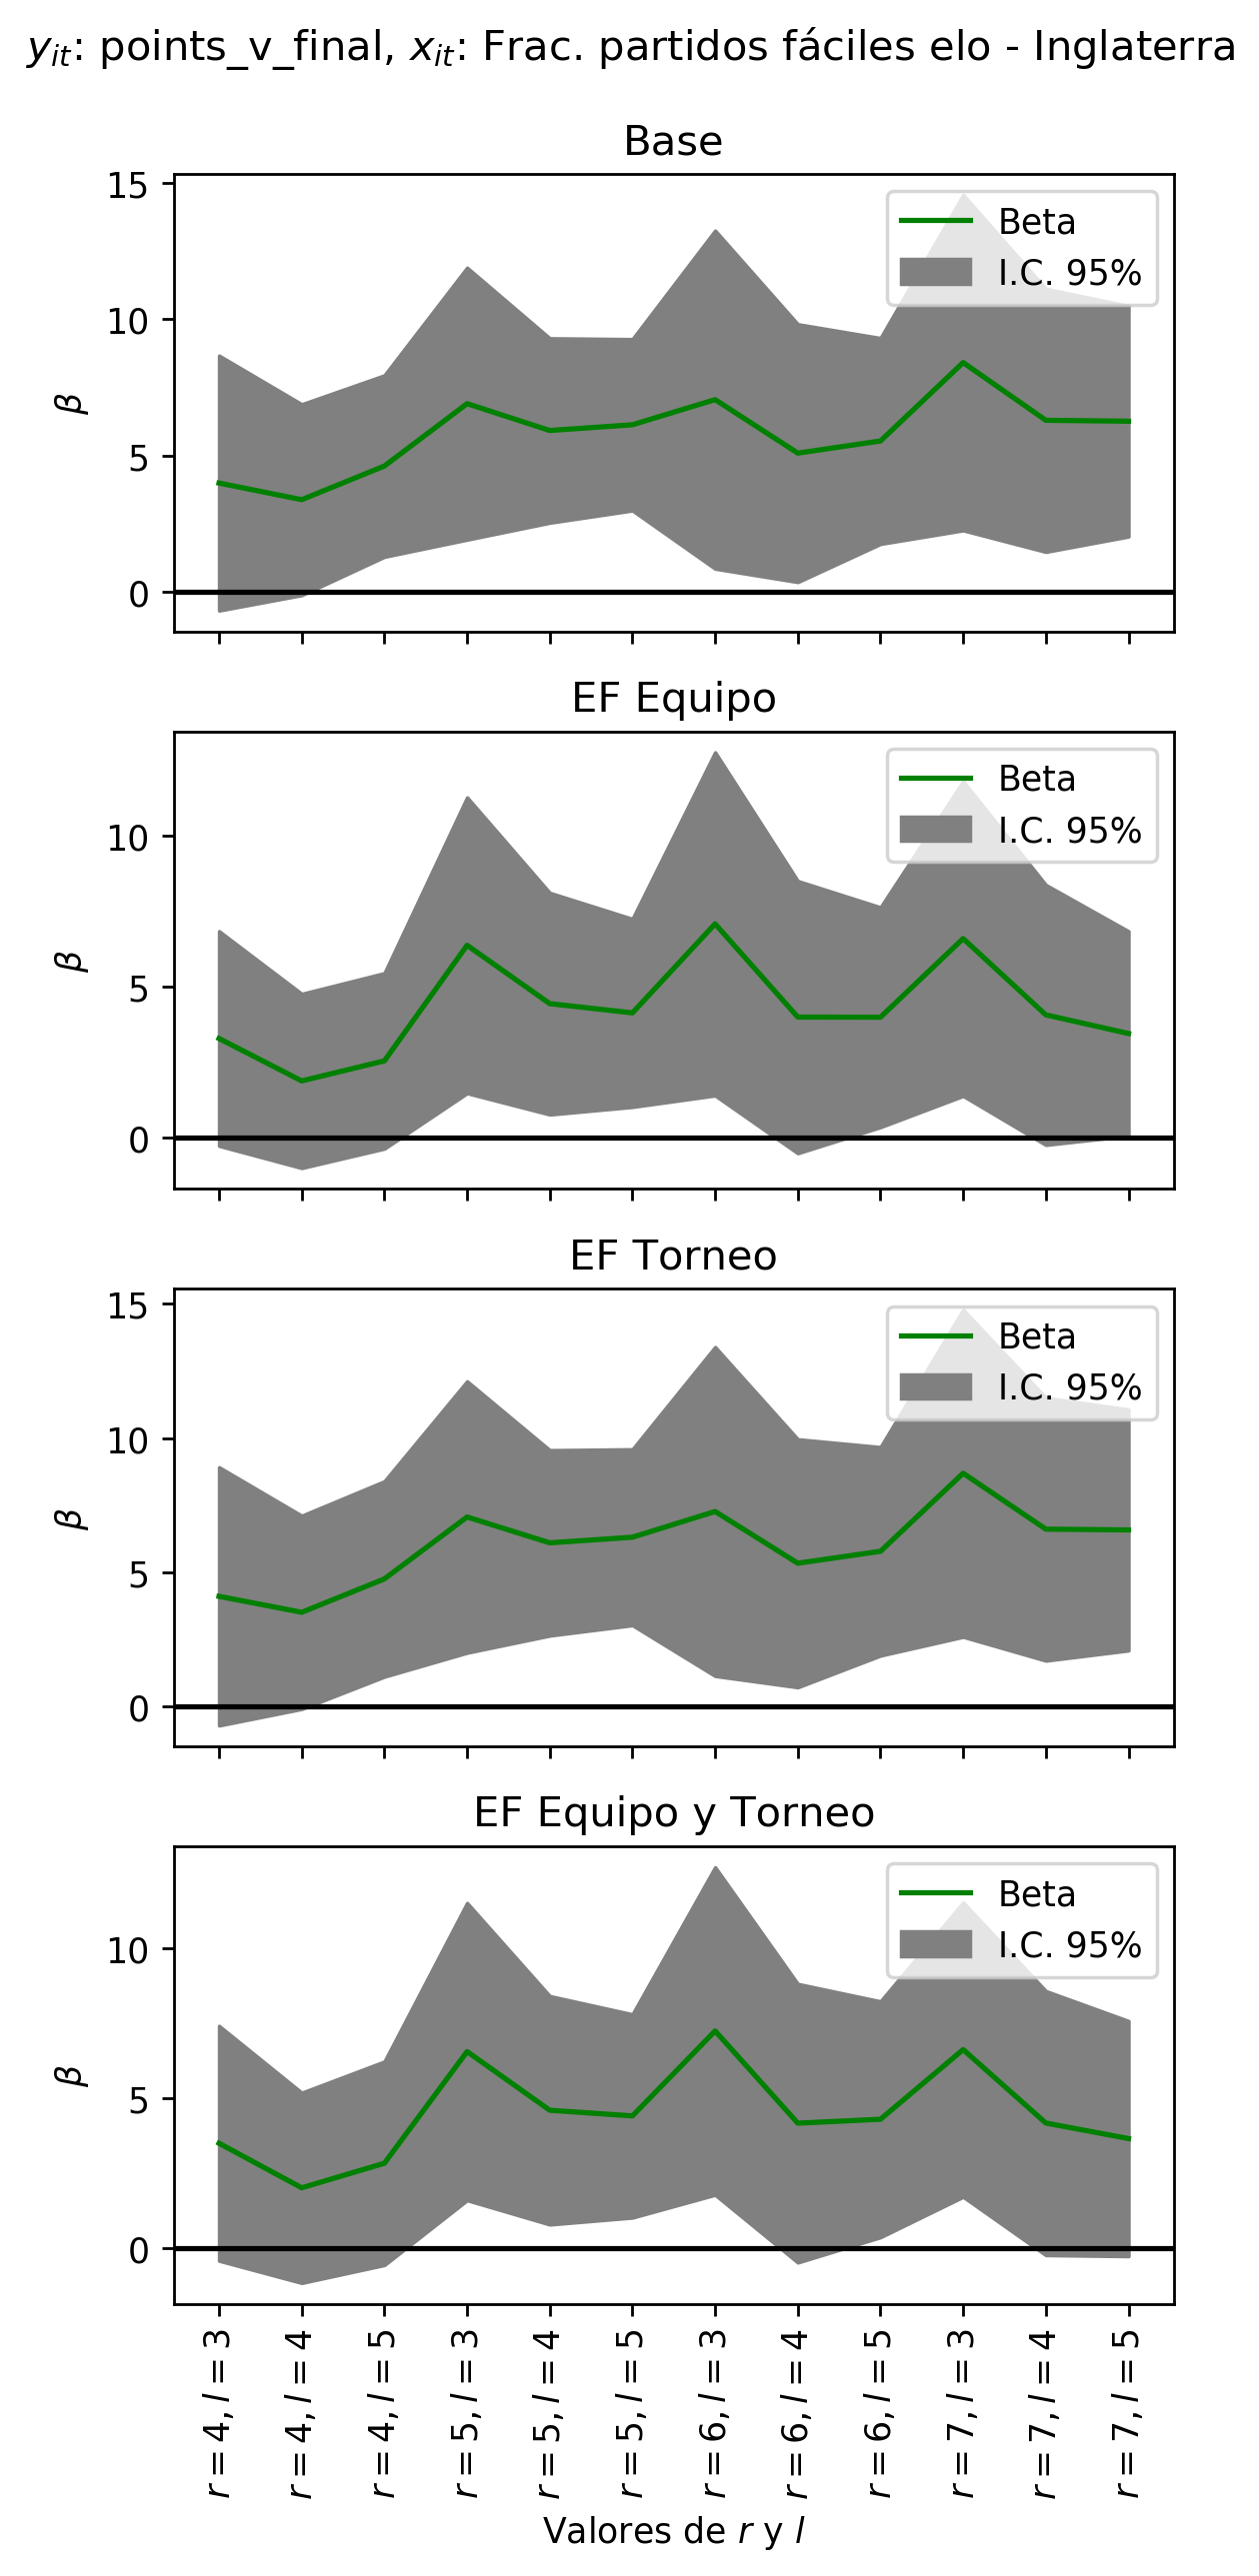 y_it: points_v_final, x_it: Frac. partidos fáciles elo - Inglaterra
Base
15
10
5
0
β
Beta
I.C. 95%
EF Equipo
10
5
0
β
Beta
I.C. 95%
EF Torneo
15
10
5
0
β
Beta
I.C. 95%
EF Equipo y Torneo
10
5
0
β
Beta
I.C. 95%
r = 4, l = 3
r = 4, l = 4
r = 4, l = 5
r = 5, l = 3
r = 5, l = 4
r = 5, l = 5
r = 6, l = 3
r = 6, l = 4
r = 6, l = 5
r = 7, l = 3
r = 7, l = 4
r = 7, l = 5
Valores de r y l